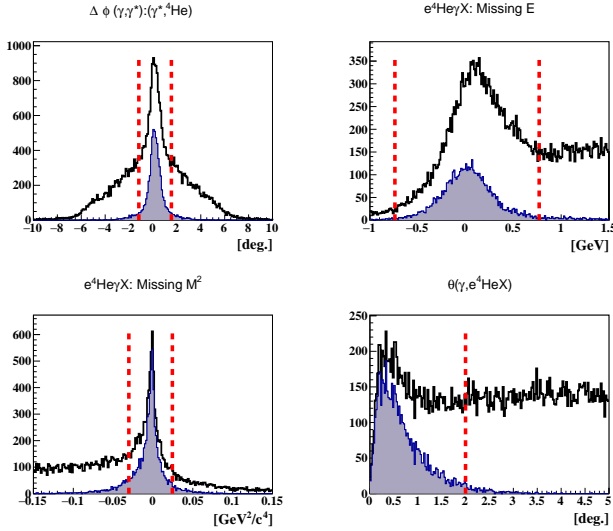 Δ φ (γ,γ*):(γ*,⁴He)
1000
800
600
400
200
0
−10 −8 −6 −4 −2 0 2 4 6 8 10
[deg.]
e⁴HeγX: Missing E
350
300
250
200
150
100
50
0
−1 −0.5 0 0.5 1 1.5
[GeV]
e⁴HeγX: Missing M²
700
600
500
400
300
200
100
0
−0.15 −0.1 −0.05 0 0.05 0.1 0.15
[GeV²/c⁴]
θ(γ,e⁴HeX)
250
200
150
100
50
0
0 0.5 1 1.5 2 2.5 3 3.5 4 4.5 5
[deg.]